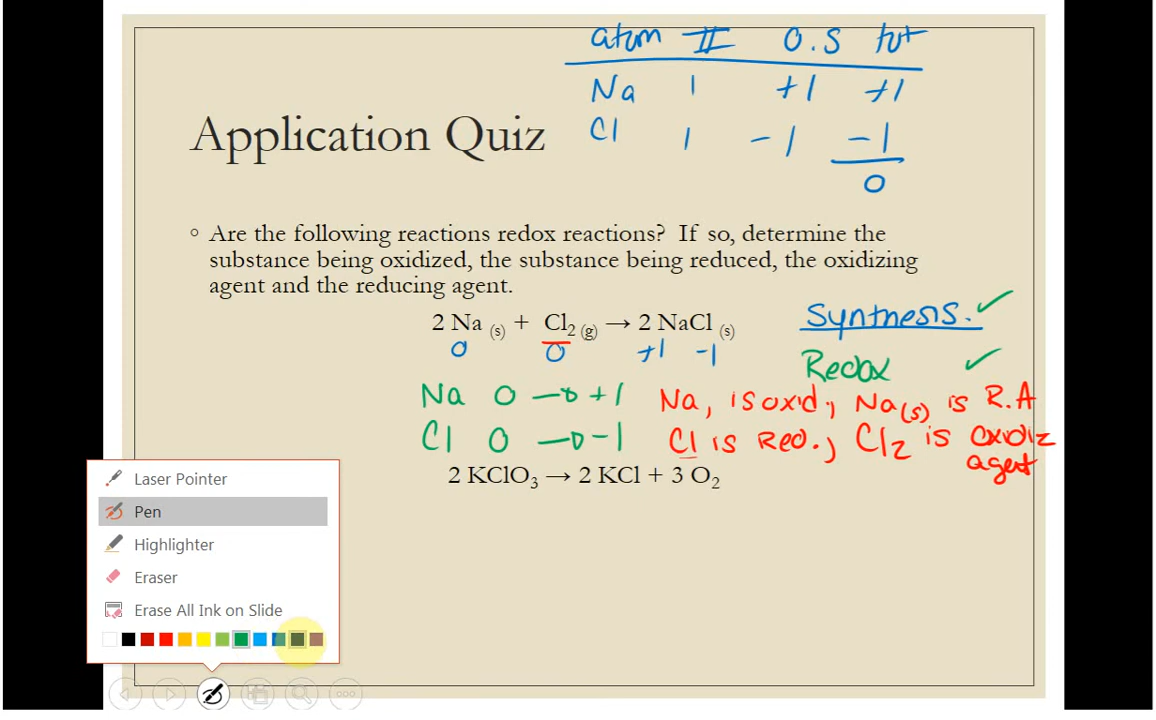 atom # O.S tot
Na 1 +1 +1
Cl 1 -1 -1
0
Application Quiz
◦ Are the following reactions redox reactions? If so, determine the
substance being oxidized, the substance being reduced, the oxidizing
agent and the reducing agent.
2 Na (s) + Cl2 (g) → 2 NaCl (s) Synthesis. ✓
0 0 +1 -1
Redox ✓
Na 0 → +1 Na, is oxid., Na(s) is R.A
Cl 0 → -1 Cl is Red., Cl2 is oxidiz
agent
2 KClO3 → 2 KCl + 3 O2
Laser Pointer
Pen
Highlighter
Eraser
Erase All Ink on Slide